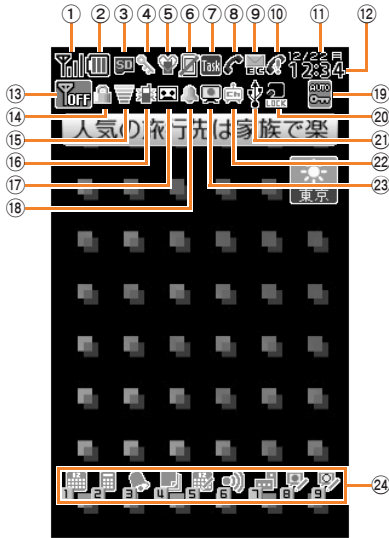 ① ② ③ ④ ⑤ ⑥ ⑦ ⑧ ⑨ ⑩ ⑪ ⑫
SD Task 12/22 月
12:34
⑬ OFF AUTO ⑲
⑭ LOCK ⑳
⑮ 人気の旅行先は家族で楽 ㉑
⑯ ㉒
⑰ ㉓
⑱
東京
1 2 3 4 5 6 7 8 9 ㉔